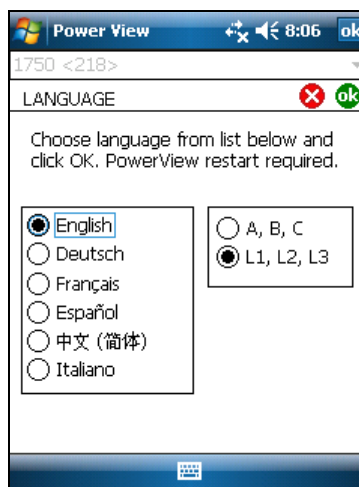 Power View 8:06 ok
1750 <218>
LANGUAGE ok
Choose language from list below and
click OK. PowerView restart required.
English
Deutsch
Français
Español
中文 (简体)
Italiano
A, B, C
L1, L2, L3